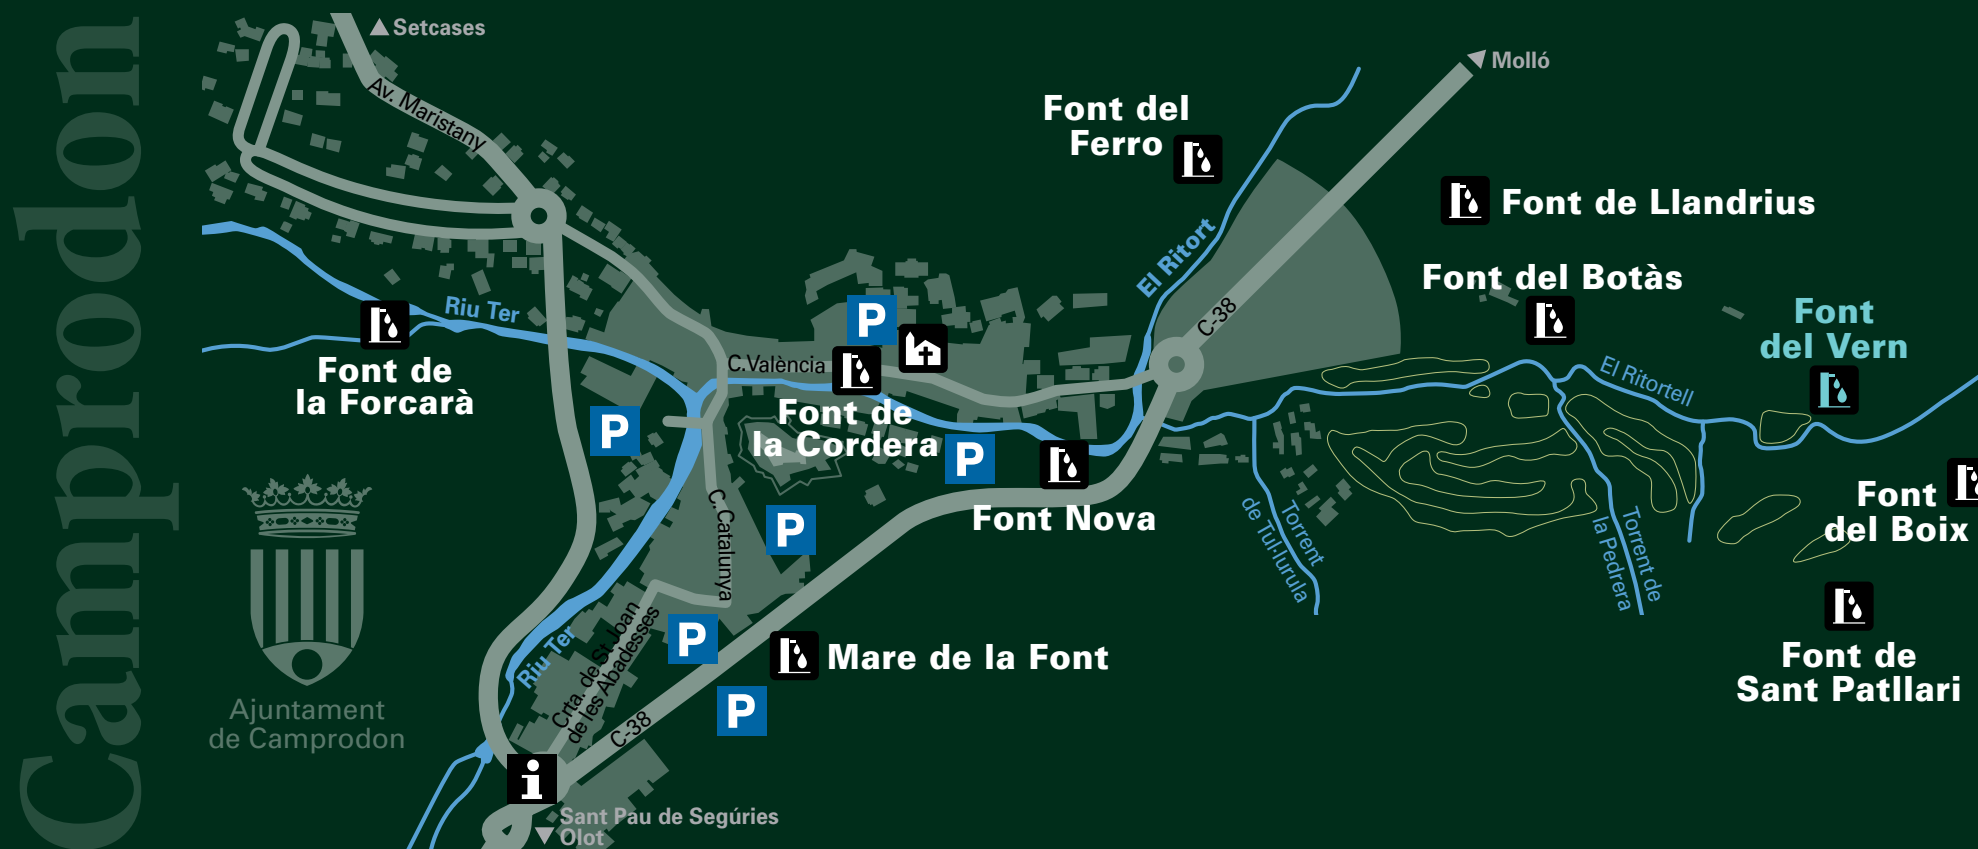 Camprodon
Setcases
Av. Maristany
Molló
Font del
Ferro
Font de Llandrius
El Ritort
Font del Botàs
C-38
Font
del Vern
Riu Ter
P
C.València
Font de
la Forcarà
El Ritortell
Font de
la Cordera
P
P
Font Nova
C. Catalunya
P
Torrent
de Tul·lurula
Torrent de
la Pedrera
Font
del Boix
Riu Ter
Crta. de St. Joan
de les Abadesses
P
Mare de la Font
Font de
Sant Patllari
P
C-38
Ajuntament
de Camprodon
i
Sant Pau de Segúries
Olot